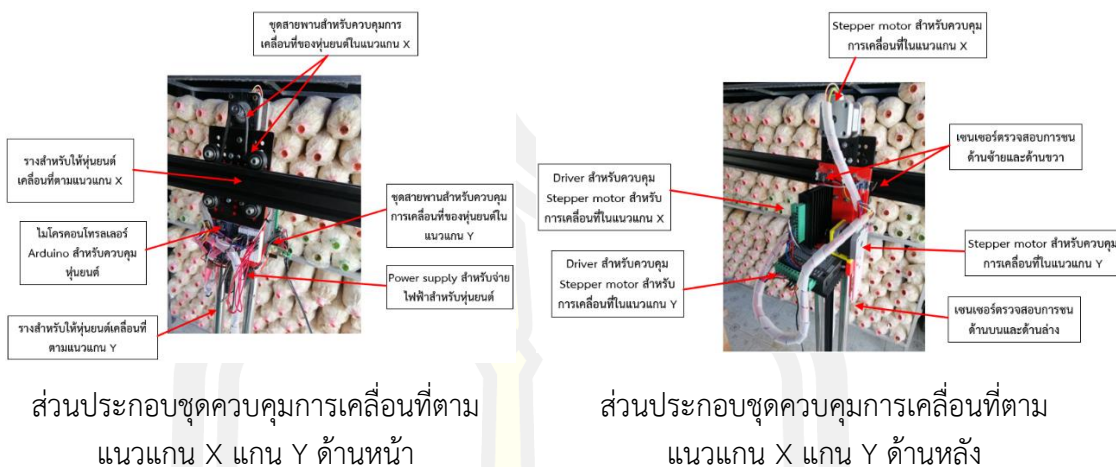 ชุดสายพานสำหรับควบคุมการ
เคลื่อนที่ของหุ่นยนต์ในแนวแกน X
รางสำหรับให้หุ่นยนต์
เคลื่อนที่ตามแนวแกน X
ไมโครคอนโทรลเลอร์
Arduino สำหรับควบคุม
หุ่นยนต์
รางสำหรับให้หุ่นยนต์เคลื่อนที่
ตามแนวแกน Y
ชุดสายพานสำหรับควบคุม
การเคลื่อนที่ของหุ่นยนต์ใน
แนวแกน Y
Power supply สำหรับจ่าย
ไฟฟ้าสำหรับหุ่นยนต์
ส่วนประกอบชุดควบคุมการเคลื่อนที่ตาม
แนวแกน X แกน Y ด้านหน้า
Stepper motor สำหรับควบคุม
การเคลื่อนที่ในแนวแกน X
Driver สำหรับควบคุม
Stepper motor สำหรับ
การเคลื่อนที่ในแนวแกน X
Driver สำหรับควบคุม
Stepper motor สำหรับ
การเคลื่อนที่ในแนวแกน Y
เซนเซอร์ตรวจสอบการชน
ด้านซ้ายและด้านขวา
Stepper motor สำหรับควบคุม
การเคลื่อนที่ในแนวแกน Y
เซนเซอร์ตรวจสอบการชน
ด้านบนและด้านล่าง
ส่วนประกอบชุดควบคุมการเคลื่อนที่ตาม
แนวแกน X แกน Y ด้านหลัง